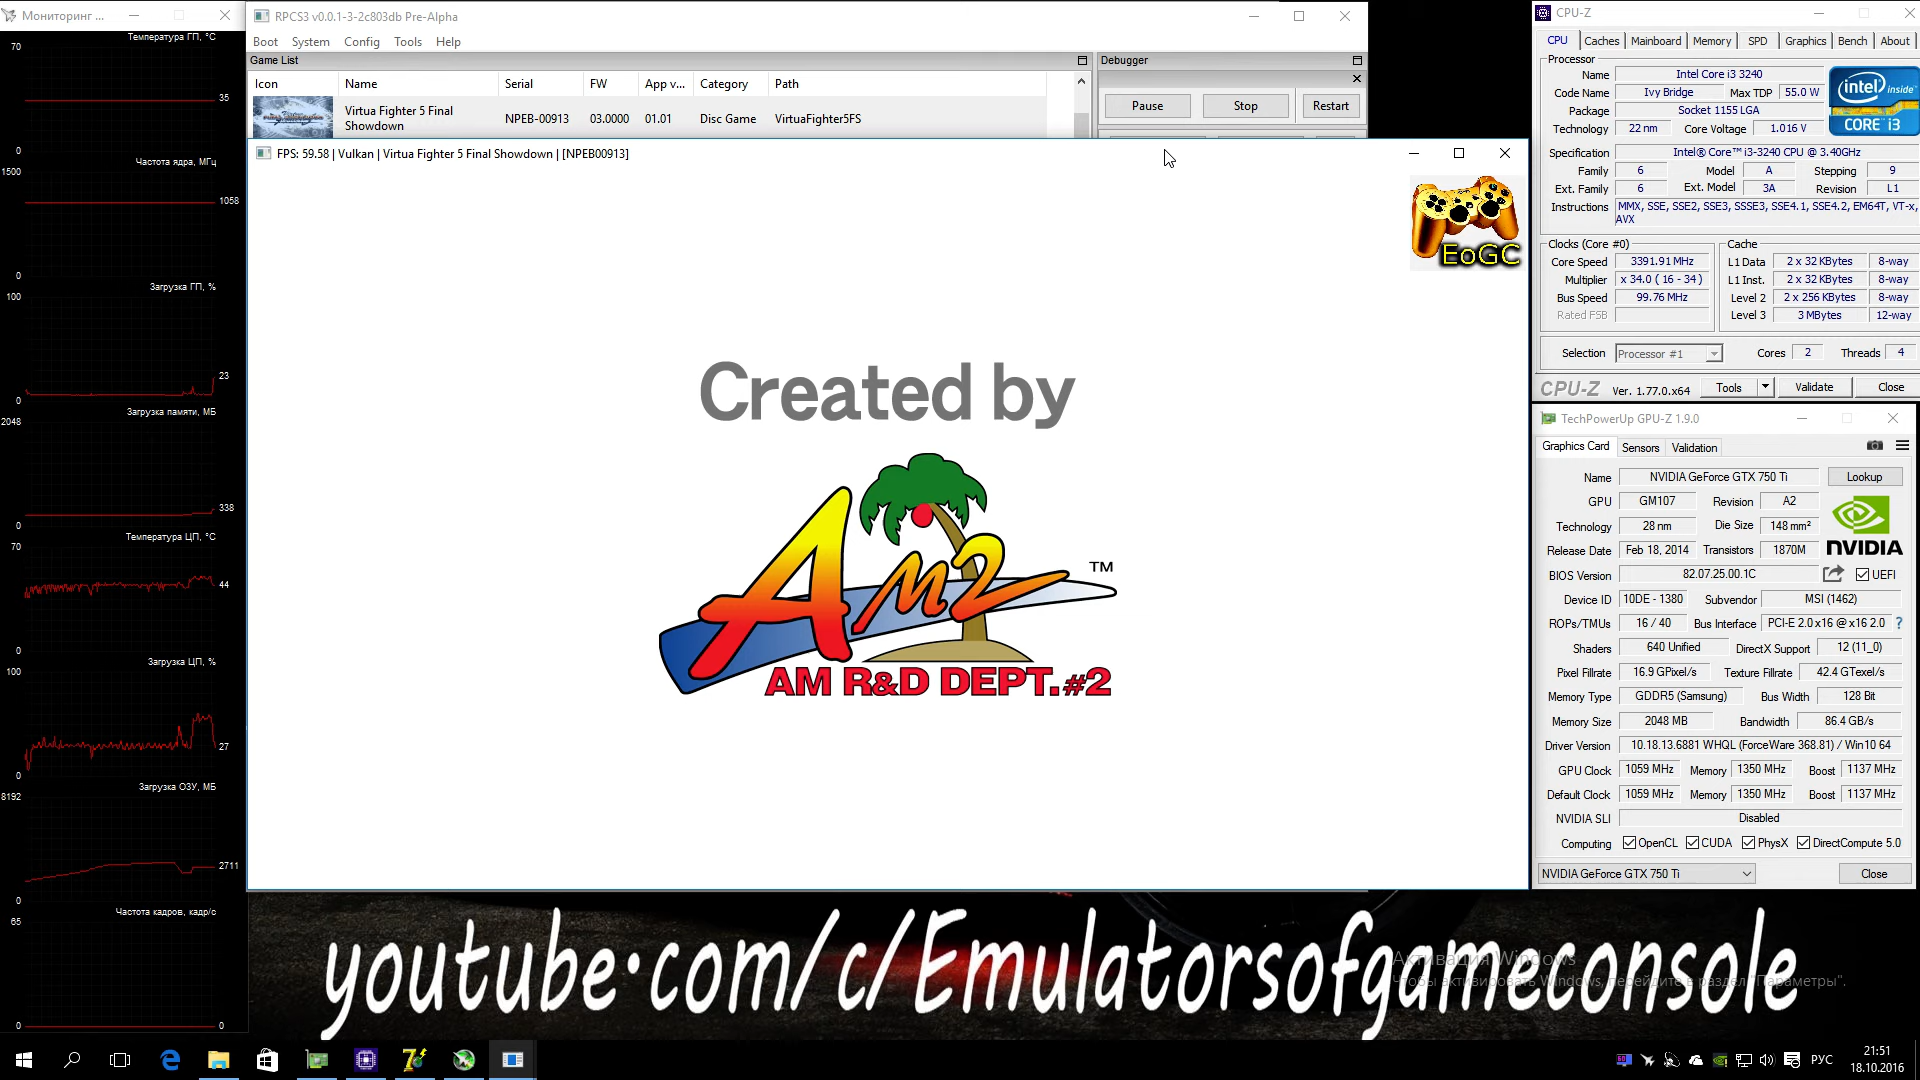 Мониторинг ...
Температура ГП, °C
70
35
0
Частота ядра, МГц
1500
1058
0
Загрузка ГП, %
100
23
0
Загрузка памяти, МБ
2048
338
0
Температура ЦП, °C
70
44
0
Загрузка ЦП, %
100
27
0
Загрузка ОЗУ, МБ
8192
2711
0
Частота кадров, кадр/с
65
0
0
RPCS3 v0.0.1-3-2c803db Pre-Alpha
Boot System Config Tools Help
Game List
Icon Name Serial FW App v... Category Path
Virtua Fighter 5 Final Showdown NPEB-00913 03.0000 01.01 Disc Game VirtuaFighter5FS
Debugger
Pause Stop Restart
FPS: 59.58 | Vulkan | Virtua Fighter 5 Final Showdown | [NPEB00913]
EoGC
Created by
AM2
TM
AM R&D DEPT.#2
CPU-Z
CPU Caches Mainboard Memory SPD Graphics Bench About
Processor
Name Intel Core i3 3240
Code Name Ivy Bridge Max TDP 55.0 W
Package Socket 1155 LGA
Technology 22 nm Core Voltage 1.016 V
intel inside™
CORE i3
Specification Intel® Core™ i3-3240 CPU @ 3.40GHz
Family 6 Model A Stepping 9
Ext. Family 6 Ext. Model 3A Revision L1
Instructions MMX, SSE, SSE2, SSE3, SSSE3, SSE4.1, SSE4.2, EM64T, VT-x,
AVX
Clocks (Core #0) Cache
Core Speed 3391.91 MHz L1 Data 2 x 32 KBytes 8-way
Multiplier x 34.0 ( 16 - 34 ) L1 Inst. 2 x 32 KBytes 8-way
Bus Speed 99.76 MHz Level 2 2 x 256 KBytes 8-way
Rated FSB Level 3 3 MBytes 12-way
Selection Processor #1 Cores 2 Threads 4
CPU-Z Ver. 1.77.0.x64 Tools Validate Close
TechPowerUp GPU-Z 1.9.0
Graphics Card Sensors Validation
Name NVIDIA GeForce GTX 750 Ti Lookup
GPU GM107 Revision A2
Technology 28 nm Die Size 148 mm²
Release Date Feb 18, 2014 Transistors 1870M
NVIDIA
BIOS Version 82.07.25.00.1C UEFI
Device ID 10DE - 1380 Subvendor MSI (1462)
ROPs/TMUs 16 / 40 Bus Interface PCI-E 2.0 x16 @ x16 2.0 ?
Shaders 640 Unified DirectX Support 12 (11_0)
Pixel Fillrate 16.9 GPixel/s Texture Fillrate 42.4 GTexel/s
Memory Type GDDR5 (Samsung) Bus Width 128 Bit
Memory Size 2048 MB Bandwidth 86.4 GB/s
Driver Version 10.18.13.6881 WHQL (ForceWare 368.81) / Win10 64
GPU Clock 1059 MHz Memory 1350 MHz Boost 1137 MHz
Default Clock 1059 MHz Memory 1350 MHz Boost 1137 MHz
NVIDIA SLI Disabled
Computing OpenCL CUDA PhysX DirectCompute 5.0
NVIDIA GeForce GTX 750 Ti Close
youtube.com/c/Emulatorsofgameconsole
Активация Windows
Чтобы активировать Windows, перейдите в раздел "Параметры".
РУС
21:51
18.10.2016